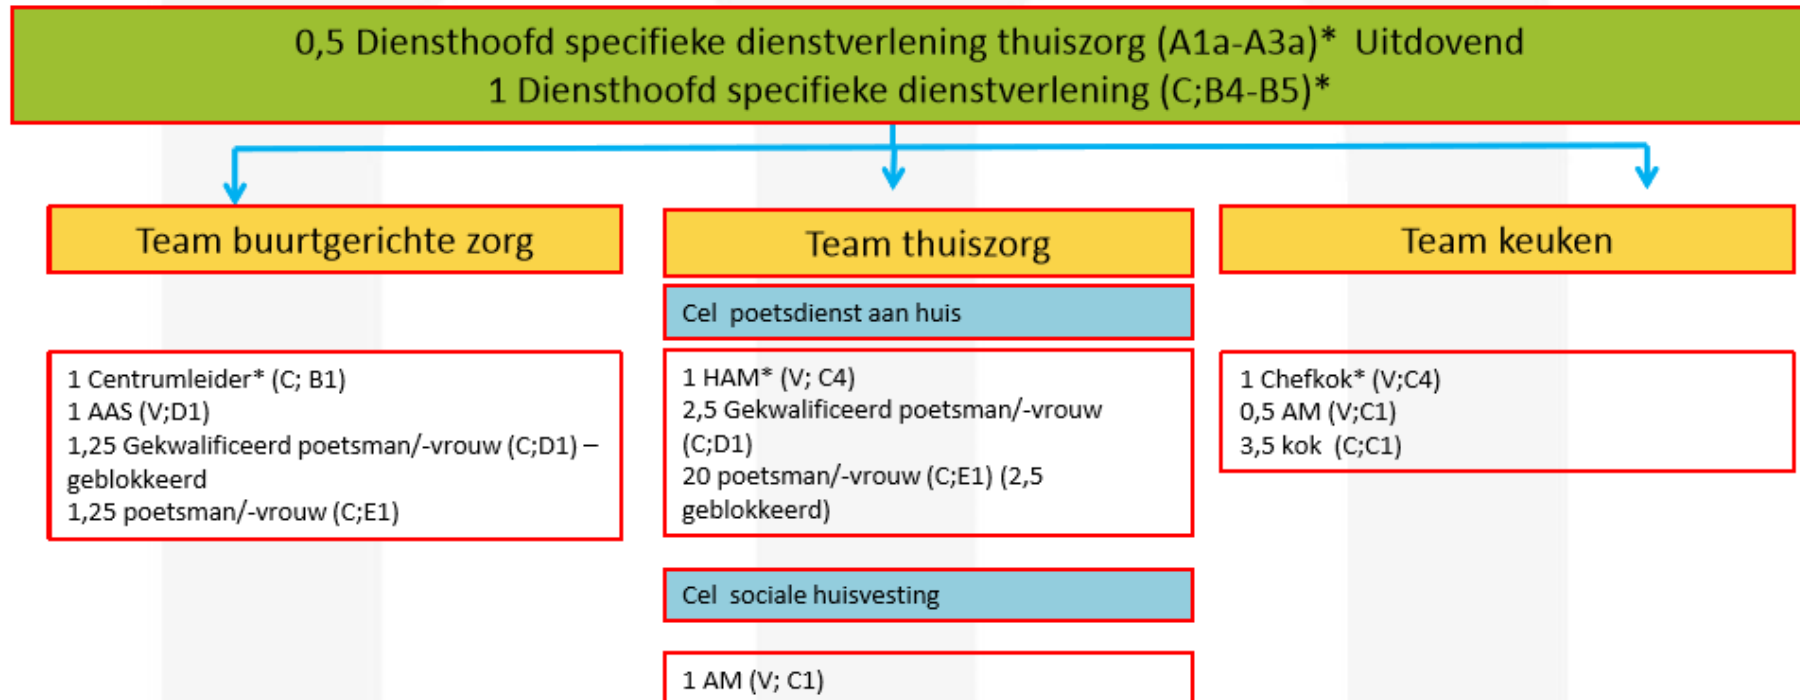 0,5 Diensthoofd specifieke dienstverlening thuiszorg (A1a-A3a)* Uitdovend
1 Diensthoofd specifieke dienstverlening (C;B4-B5)*
Team buurtgerichte zorg
1 Centrumleider* (C; B1)
1 AAS (V;D1)
1,25 Gekwalificeerd poetsman/-vrouw (C;D1) –
geblokkeerd
1,25 poetsman/-vrouw (C;E1)
Team thuiszorg
Cel poetsdienst aan huis
1 HAM* (V; C4)
2,5 Gekwalificeerd poetsman/-vrouw
(C;D1)
20 poetsman/-vrouw (C;E1) (2,5
geblokkeerd)
Cel sociale huisvesting
1 AM (V; C1)
Team keuken
1 Chefkok* (V;C4)
0,5 AM (V;C1)
3,5 kok (C;C1)